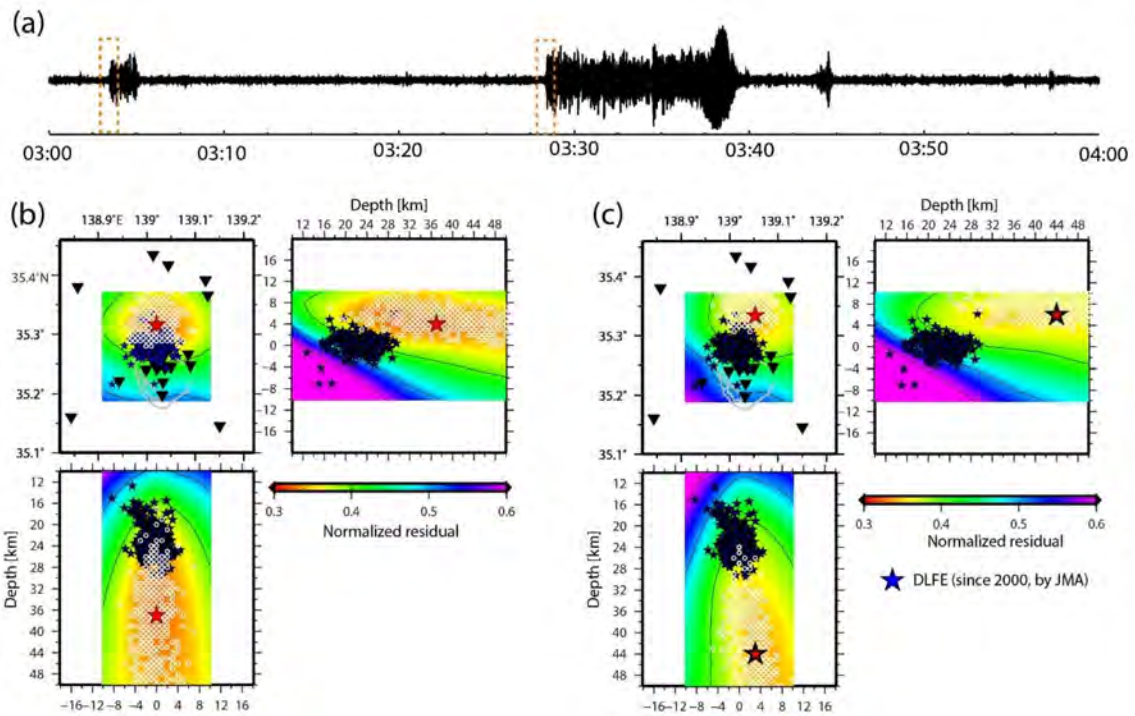 (a)
03:00 03:10 03:20 03:30 03:40 03:50 04:00
(b)
138.9°E 139° 139.1° 139.2°
35.4°N
35.3°
35.2°
35.1°
Depth [km]
12 16 20 24 28 32 36 40 44 48
16
12
8
4
0
−4
−8
−12
−16
Depth [km]
12
16
20
24
28
32
36
40
44
48
−16 −12 −8 −4 0 4 8 12 16
0.3 0.4 0.5 0.6
Normalized residual
(c)
138.9° 139° 139.1° 139.2°
35.4°
35.3°
35.2°
35.1°
Depth [km]
12 16 20 24 28 32 36 40 44 48
16
12
8
4
0
−4
−8
−12
−16
Depth [km]
12
16
20
24
28
32
36
40
44
48
−16 −12 −8 −4 0 4 8 12 16
0.3 0.4 0.5 0.6
Normalized residual
DLFE (since 2000, by JMA)